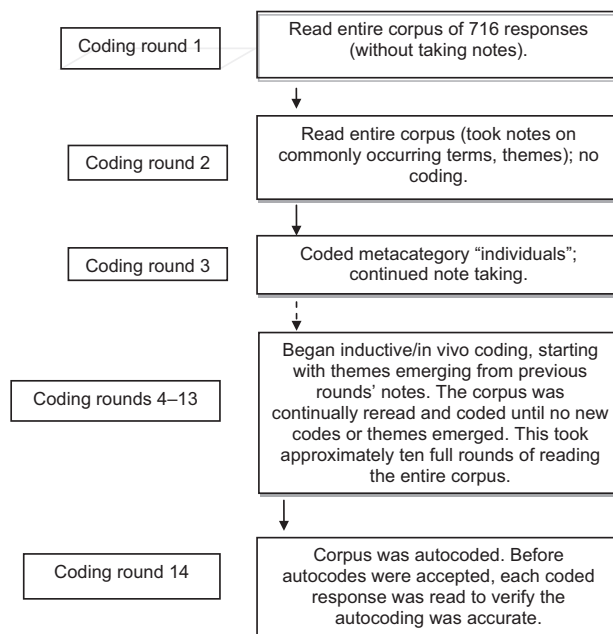 Coding round 1
Read entire corpus of 716 responses
(without taking notes).
Coding round 2
Read entire corpus (took notes on
commonly occurring terms, themes); no
coding.
Coding round 3
Coded metacategory “individuals”;
continued note taking.
Coding rounds 4–13
Began inductive/in vivo coding, starting
with themes emerging from previous
rounds’ notes. The corpus was
continually reread and coded until no new
codes or themes emerged. This took
approximately ten full rounds of reading
the entire corpus.
Coding round 14
Corpus was autocoded. Before
autocodes were accepted, each coded
response was read to verify the
autocoding was accurate.